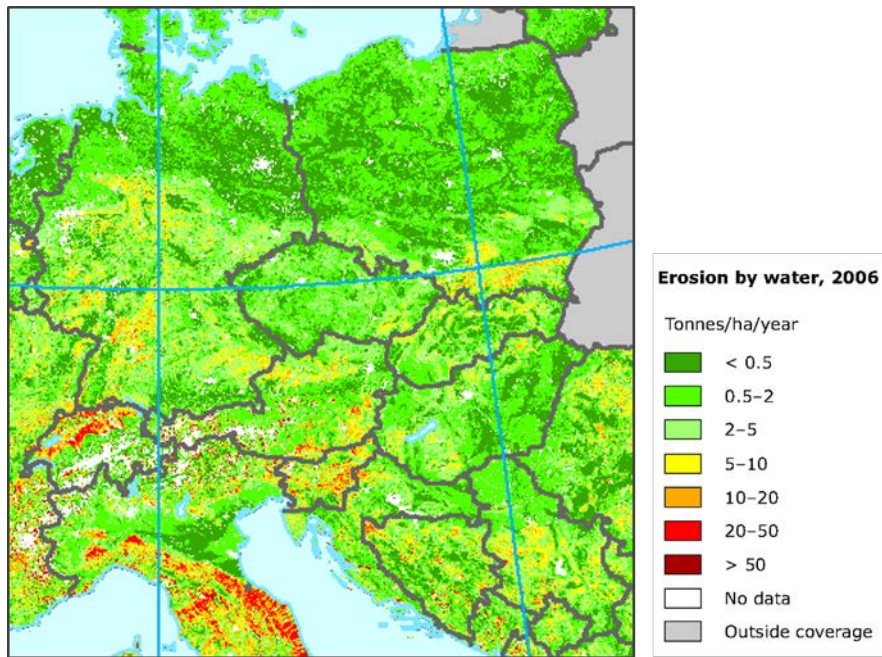 Erosion by water, 2006
Tonnes/ha/year
< 0.5
0.5–2
2–5
5–10
10–20
20–50
> 50
No data
Outside coverage